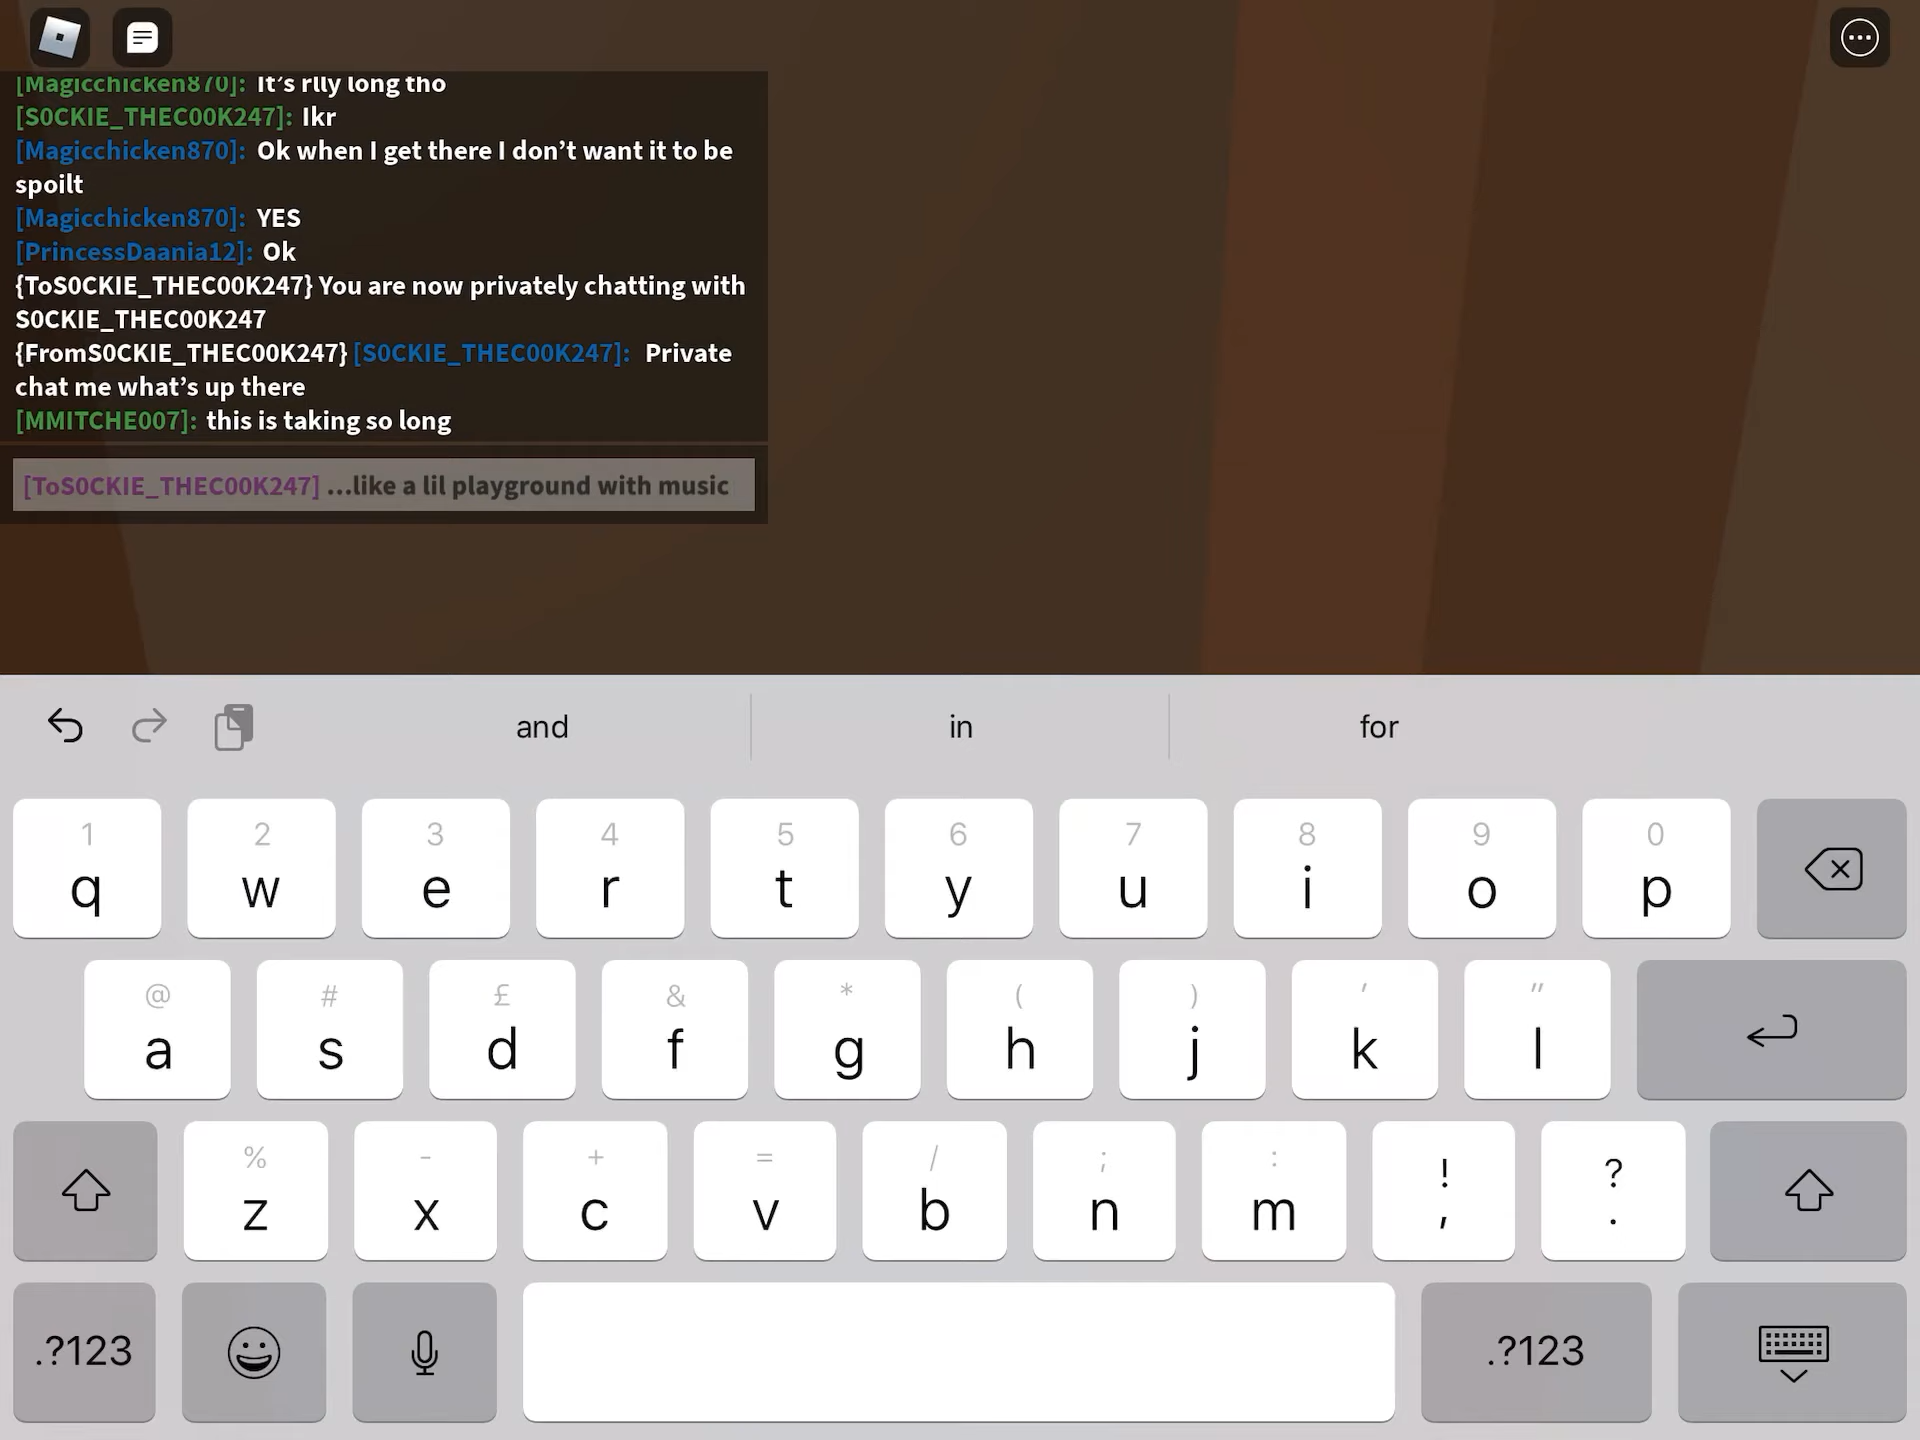 [Magicchicken870]: It's rlly long tho
[S0CKIE_THEC00K247]: Ikr
[Magicchicken870]: Ok when I get there I don't want it to be
spoilt
[Magicchicken870]: YES
[PrincessDaania12]: Ok
{ToS0CKIE_THEC00K247} You are now privately chatting with
S0CKIE_THEC00K247
{FromS0CKIE_THEC00K247} [S0CKIE_THEC00K247]: Private
chat me what's up there
[MMITCHE007]: this is taking so long
[ToS0CKIE_THEC00K247] ...like a lil playground with music
and in for
1 2 3 4 5 6 7 8 9 0
q w e r t y u i o p
@ # £ & * ( ) ' "
a s d f g h j k l
% - + = / ; : ! ?
z x c v b n m , .
.?123 .?123